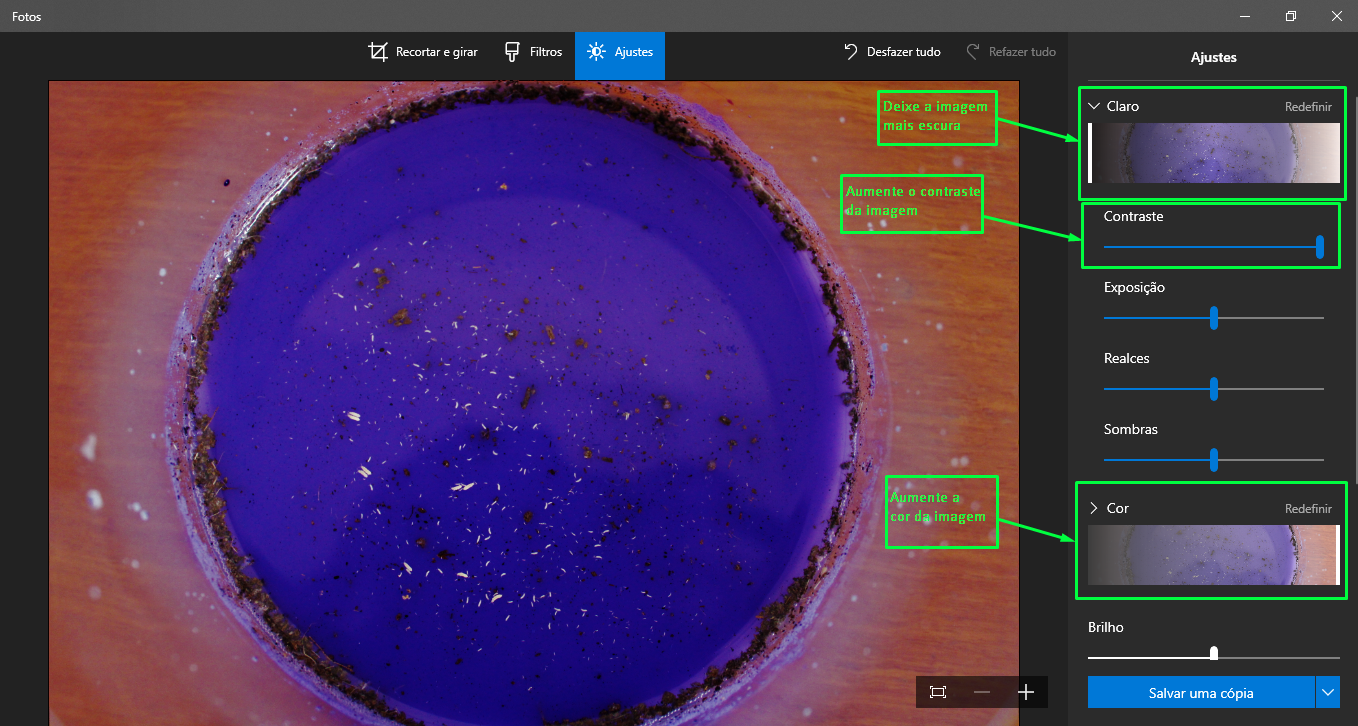 Fotos
Recortar e girar
Filtros
Ajustes
Desfazer tudo
Refazer tudo
Ajustes
Deixe a imagem
mais escura
Claro
Redefinir
Aumente o contraste
da imagem
Contraste
Exposição
Realces
Sombras
Aumente a
cor da imagem
Cor
Redefinir
Brilho
Salvar uma cópia